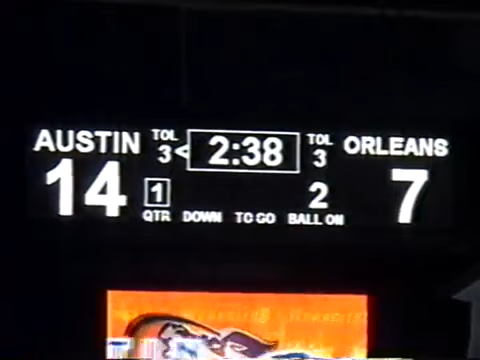 AUSTIN TOL 3 < 2:38 TOL 3 ORLEANS
14 1 2 7
QTR DOWN TO GO BALL ON